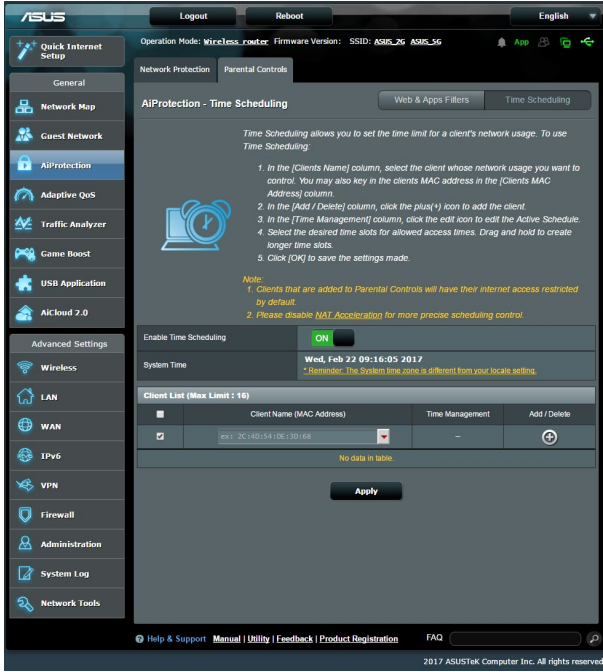 ASUS
Logout
Reboot
English
Quick Internet
Setup
General
Network Map
Guest Network
AiProtection
Adaptive QoS
Traffic Analyzer
Game Boost
USB Application
AiCloud 2.0
Advanced Settings
Wireless
LAN
WAN
IPv6
VPN
Firewall
Administration
System Log
Network Tools
Operation Mode: Wireless router Firmware Version: SSID: ASUS_2G ASUS_5G
App
Network Protection
Parental Controls
AiProtection - Time Scheduling
Web & Apps Filters
Time Scheduling
Time Scheduling allows you to set the time limit for a client's network usage. To use
Time Scheduling:
1. In the [Clients Name] column, select the client whose network usage you want to
control. You may also key in the clients MAC address in the [Clients MAC
Address] column.
2. In the [Add / Delete] column, click the plus(+) icon to add the client.
3. In the [Time Management] column, click the edit icon to edit the Active Schedule.
4. Select the desired time slots for allowed access times. Drag and hold to create
longer time slots.
5. Click [OK] to save the settings made.
Note:
1. Clients that are added to Parental Controls will have their internet access restricted
by default.
2. Please disable NAT Acceleration for more precise scheduling control.
Enable Time Scheduling
ON
System Time
Wed, Feb 22 09:16:05 2017
* Reminder: The System time zone is different from your locale setting.
Client List (Max Limit : 16)
Client Name (MAC Address)
Time Management
Add / Delete
ex: 2C:4D:54:DE:3D:68
–
No data in table.
Apply
Help & Support Manual | Utility | Feedback | Product Registration
FAQ
2017 ASUSTeK Computer Inc. All rights reserved